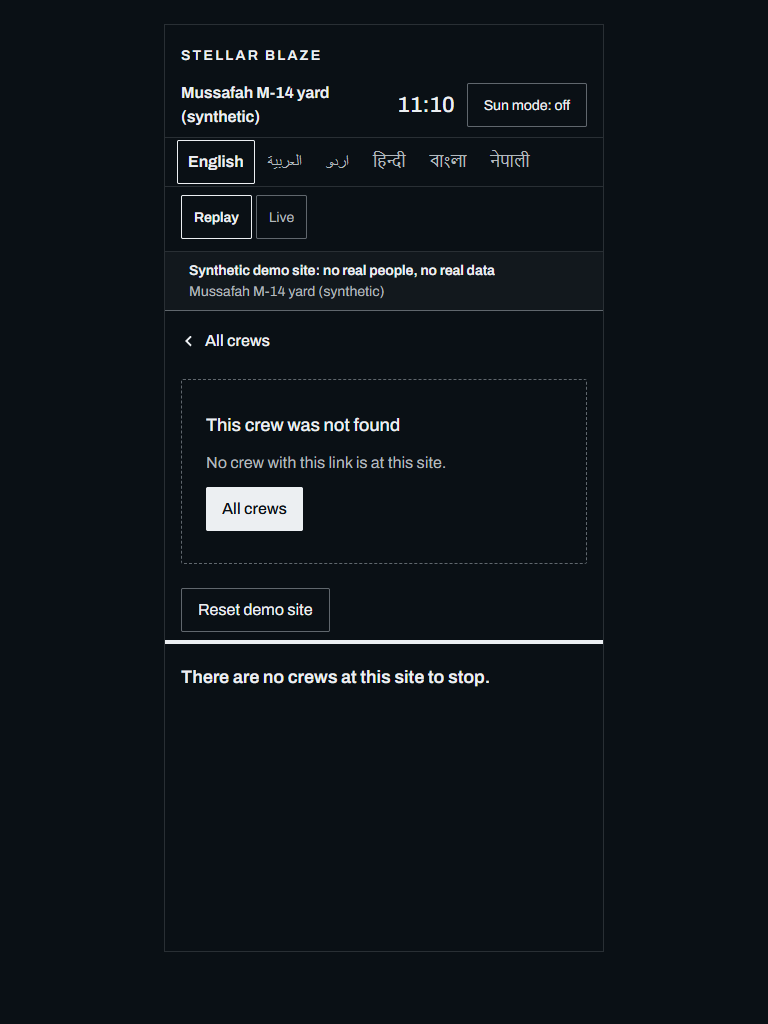 STELLAR BLAZE
Mussafah M-14 yard
(synthetic)
11:10
Sun mode: off
English
العربية
اردو
हिन्दी
বাংলা
नेपाली
Replay
Live
Synthetic demo site: no real people, no real data
Mussafah M-14 yard (synthetic)
All crews
This crew was not found
No crew with this link is at this site.
All crews
Reset demo site
There are no crews at this site to stop.